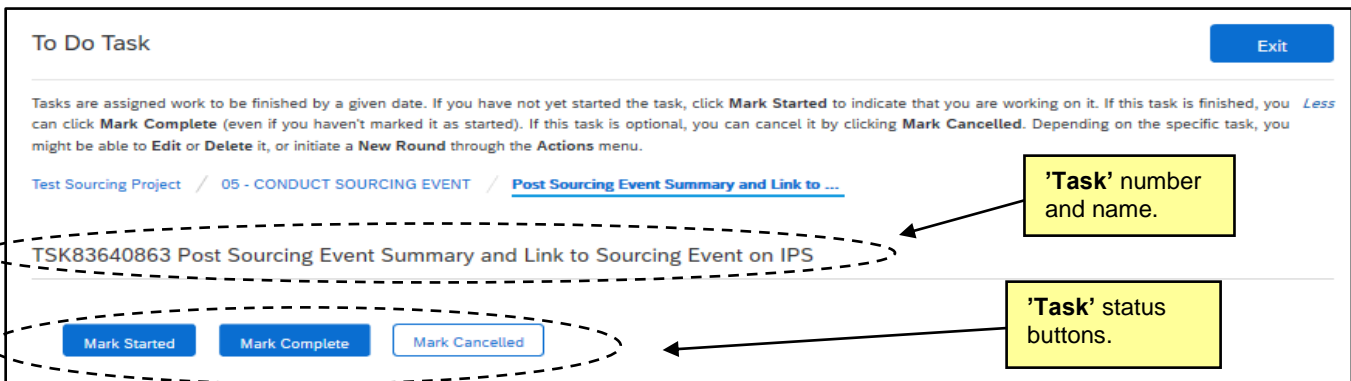 To Do Task
Exit
Tasks are assigned work to be finished by a given date. If you have not yet started the task, click Mark Started to indicate that you are working on it. If this task is finished, you Less
can click Mark Complete (even if you haven't marked it as started). If this task is optional, you can cancel it by clicking Mark Cancelled. Depending on the specific task, you
might be able to Edit or Delete it, or initiate a New Round through the Actions menu.
Test Sourcing Project / 05 - CONDUCT SOURCING EVENT / Post Sourcing Event Summary and Link to ...
’Task’ number
and name.
TSK83640863 Post Sourcing Event Summary and Link to Sourcing Event on IPS
’Task’ status
buttons.
Mark Started Mark Complete Mark Cancelled